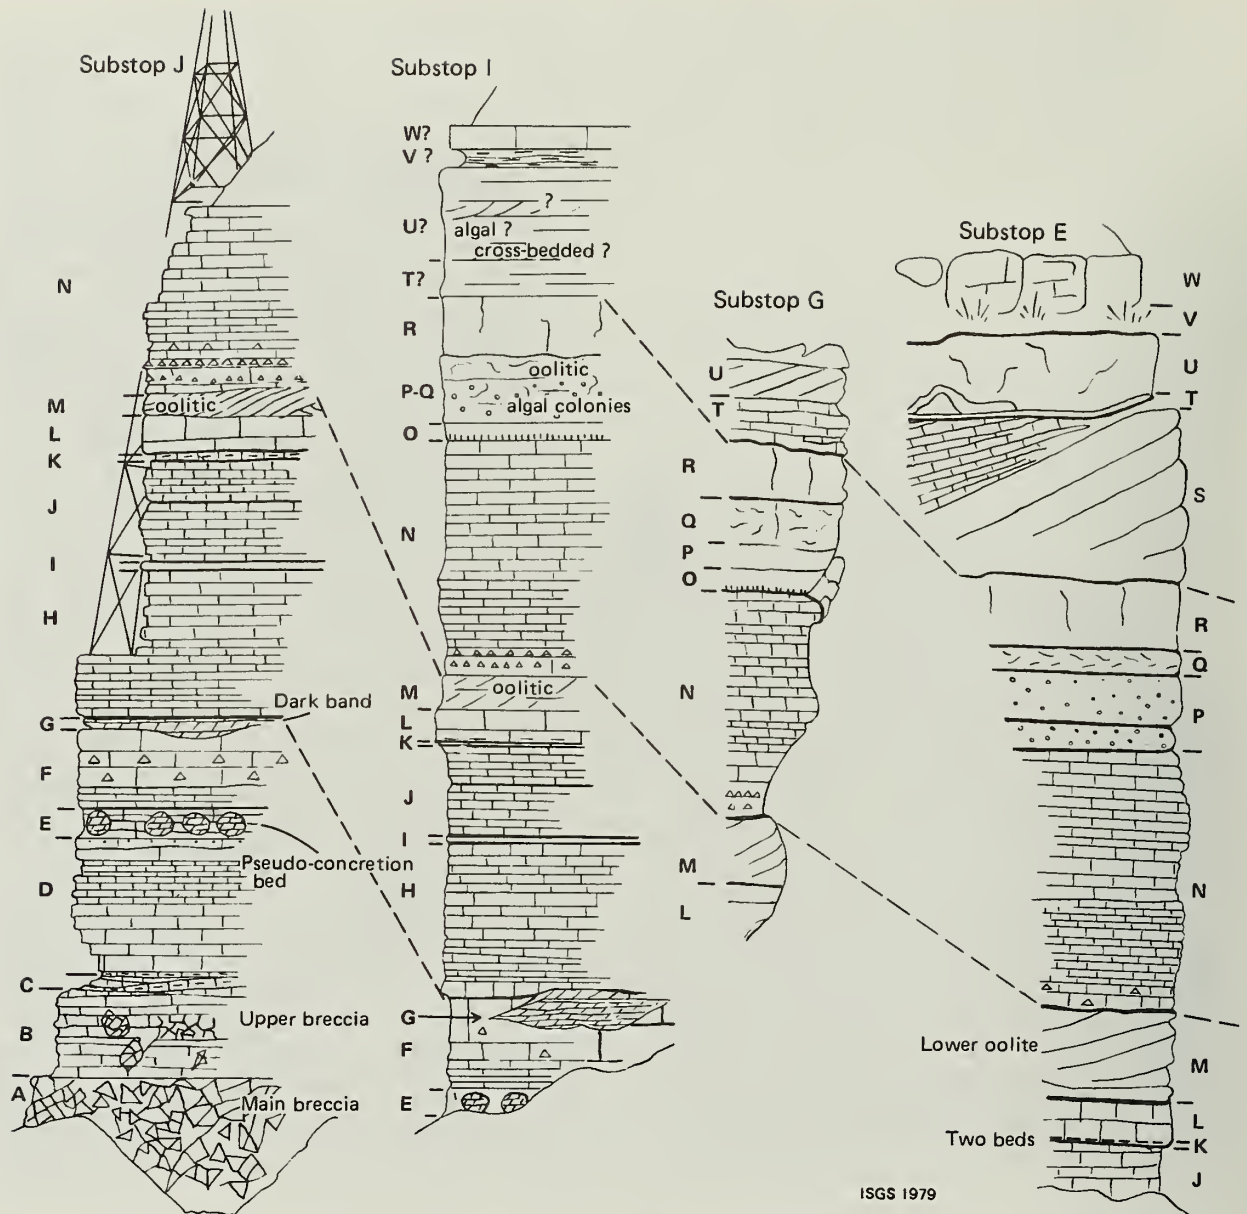 Substop J
N
oolitic
M
L
K
J
I
H
Dark band
G
F
E
Pseudo-concretion
bed
D
C
Upper breccia
B
A
Main breccia
Substop I
W?
V ?
?
U?
algal ?
cross-bedded ?
T?
R
oolitic
P-Q
algal colonies
O
N
M
oolitic
L
K
J
I
H
G
F
E
Substop G
U
T
R
Q
P
O
N
M
L
Substop E
W
V
U
T
S
R
Q
P
N
Lower oolite
M
L
Two beds
K
J
ISGS 1979